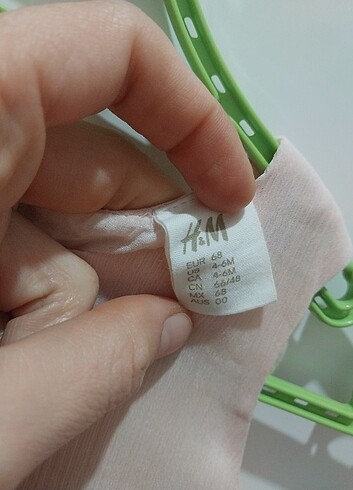 H&M
EUR 68
US 4-6M
CA 4-6M
CN 66/48
MX 68
AUS 00